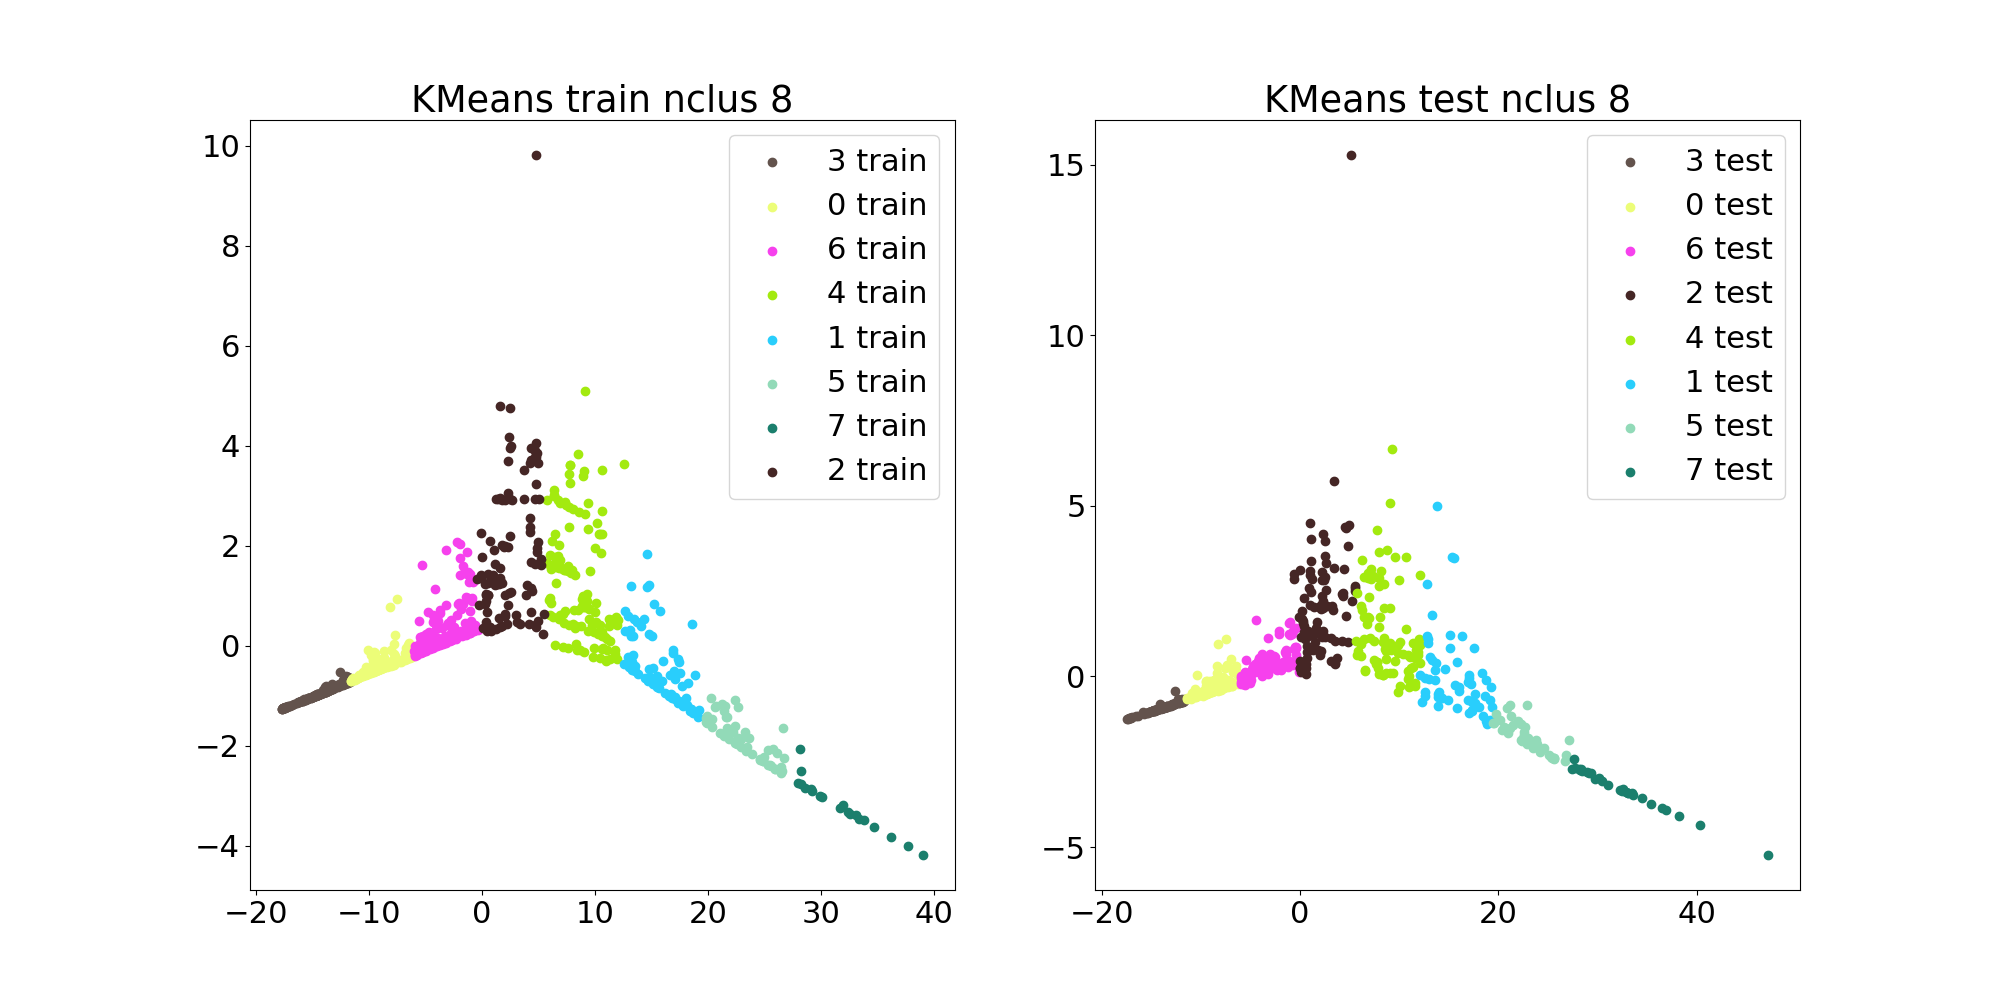 KMeans train nclus 8
10
8
6
4
2
0
−2
−4
−20 −10 0 10 20 30 40
3 train
0 train
6 train
4 train
1 train
5 train
7 train
2 train
KMeans test nclus 8
15
10
5
0
−5
−20 0 20 40
3 test
0 test
6 test
2 test
4 test
1 test
5 test
7 test